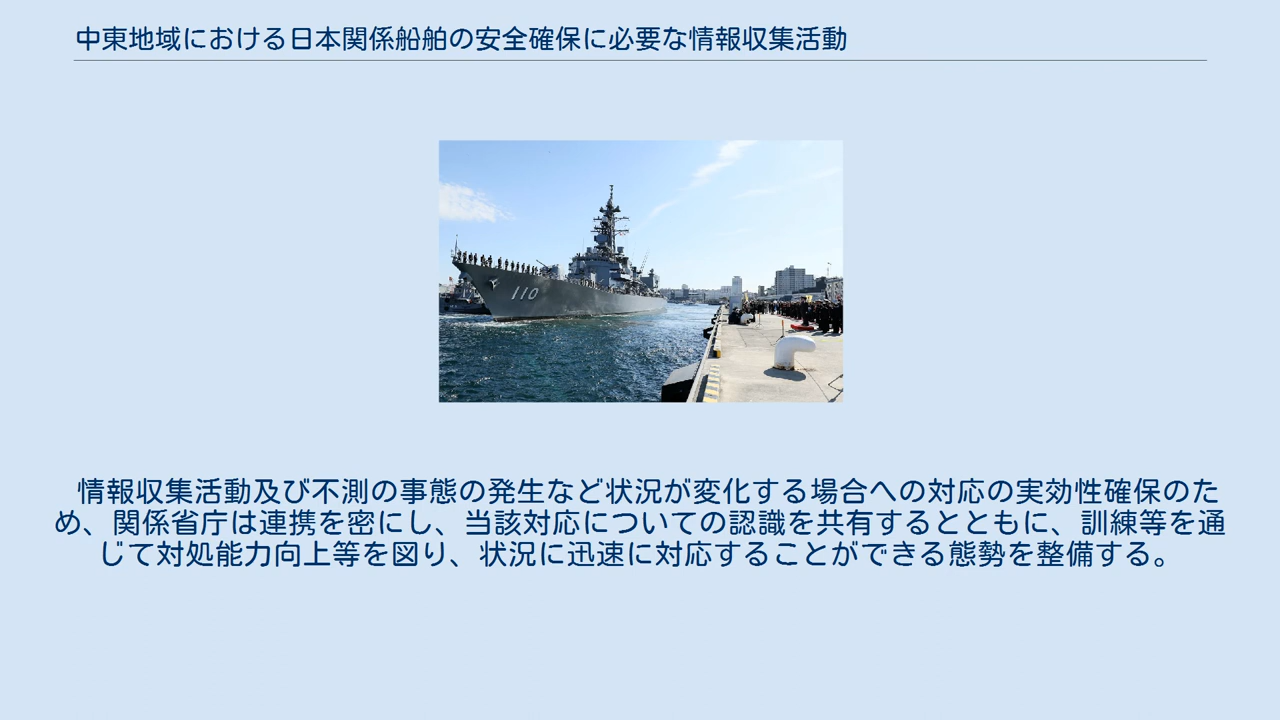 中東地域における日本関係船舶の安全確保に必要な情報収集活動
110
情報収集活動及び不測の事態の発生など状況が変化する場合への対応の実効性確保のた
め、関係省庁は連携を密にし、当該対応についての認識を共有するとともに、訓練等を通
じて対処能力向上等を図り、状況に迅速に対応することができる態勢を整備する。